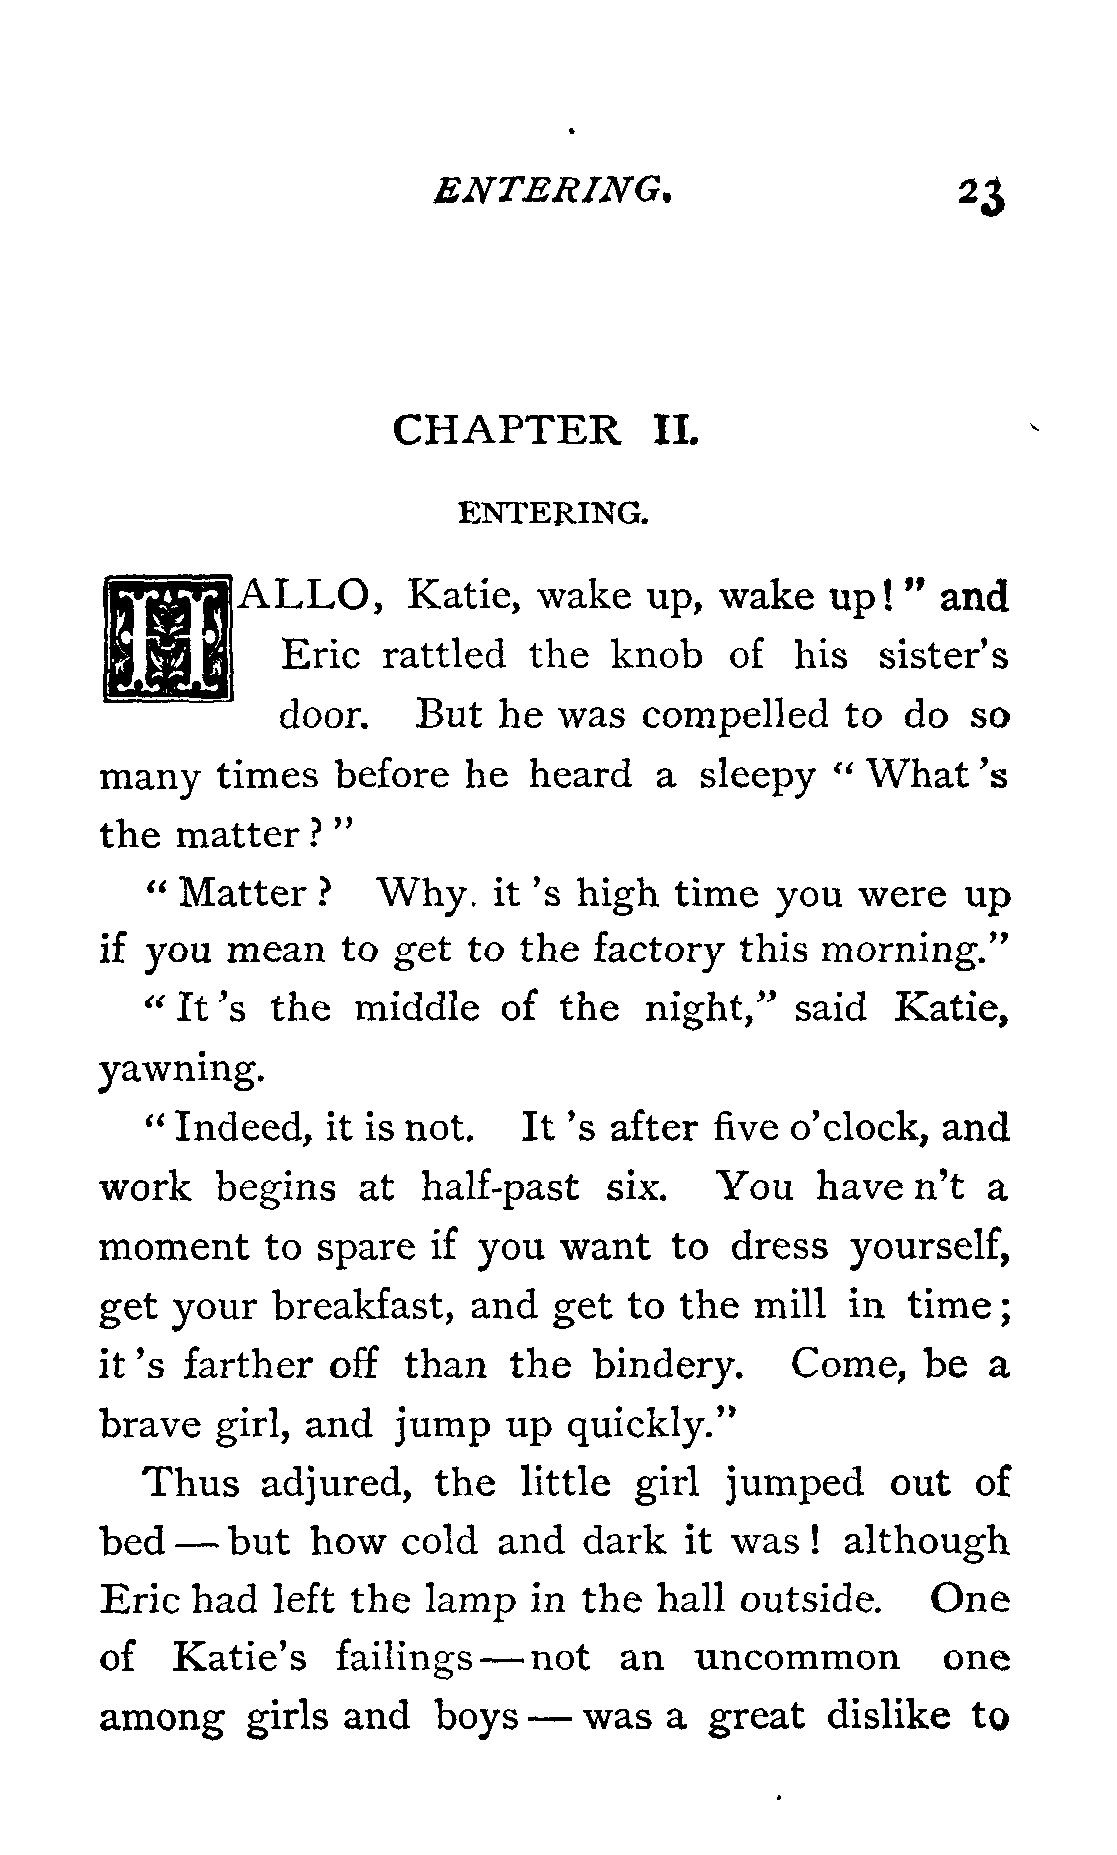 ENTERING. 23
CHAPTER II.
ENTERING.
HALLO, Katie, wake up, wake up! " and
Eric rattled the knob of his sister's
door. But he was compelled to do so
many times before he heard a sleepy " What 's
the matter ? "
" Matter ? Why. it 's high time you were up
if you mean to get to the factory this morning."
" It 's the middle of the night," said Katie,
yawning.
" Indeed, it is not. It 's after five o'clock, and
work begins at half-past six. You have n't a
moment to spare if you want to dress yourself,
get your breakfast, and get to the mill in time ;
it 's farther off than the bindery. Come, be a
brave girl, and jump up quickly."
Thus adjured, the little girl jumped out of
bed — but how cold and dark it was ! although
Eric had left the lamp in the hall outside. One
of Katie's failings — not an uncommon one
among girls and boys — was a great dislike to